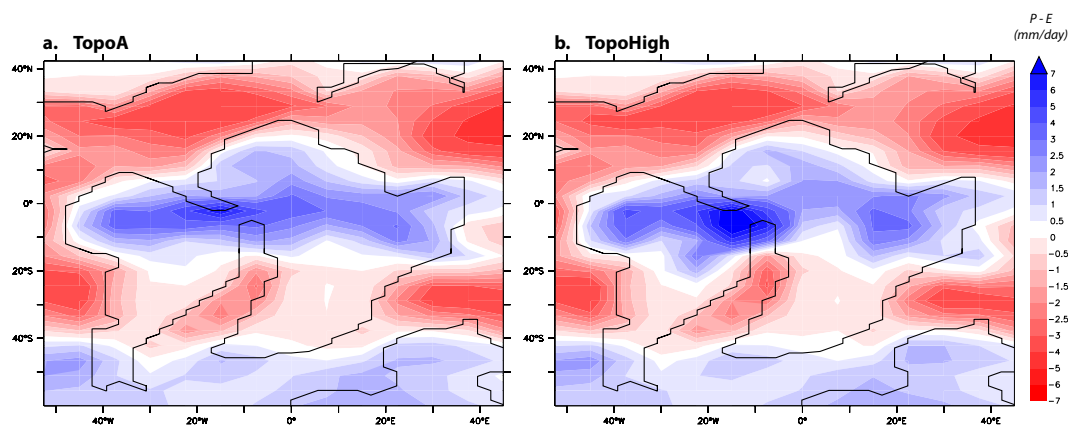 P - E
(mm/day)
a. TopoA
b. TopoHigh
40°N
20°N
0°
20°S
40°S
40°W
20°W
0°
20°E
40°N
20°N
0°
20°S
40°S
40°W
20°W
0°
20°E
40°E
7
6
5
4
3
2.5
2
1.5
1
0.5
0
−0.5
−1
−1.5
−2
−2.5
−3
−4
−5
−6
−7